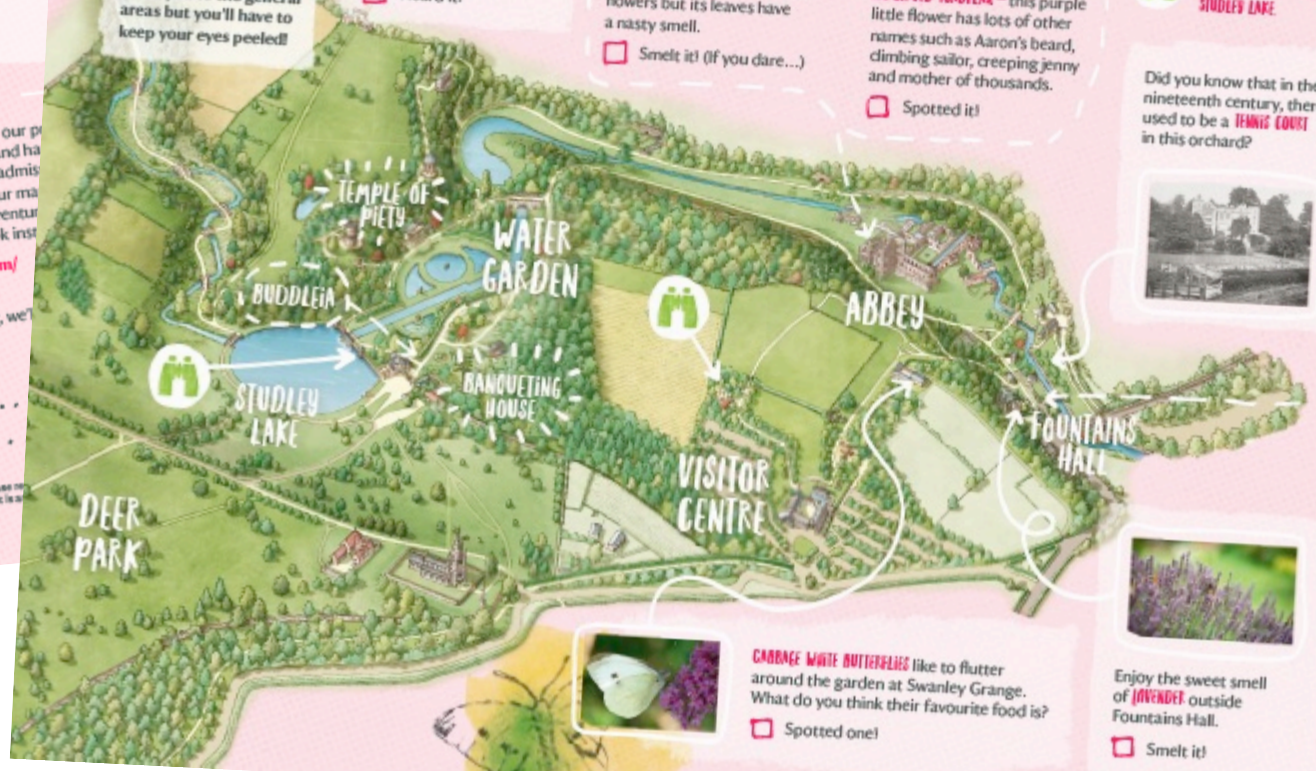 areas but you'll have to
keep your eyes peeled!
flowers but its leaves have
a nasty smell.
Smelt it! (If you dare...)
this purple
little flower has lots of other
names such as Aaron's beard,
climbing sailor, creeping jenny
and mother of thousands.
Spotted it!
STUDLEY LAKE.
Did you know that in the
nineteenth century, ther
used to be a TENNIS COURT
in this orchard?
TEMPLE OF
PIETY
WATER
GARDEN
BUDDLEIA
ABBEY
STUDLEY
LAKE
BANQUETING
HOUSE
VISITOR
CENTRE
FOUNTAINS
HALL
DEER
PARK
CABBAGE WHITE BUTTERFLIES like to flutter
around the garden at Swanley Grange.
What do you think their favourite food is?
Spotted one!
Enjoy the sweet smell
of LAVENDER outside
Fountains Hall.
Smelt it!